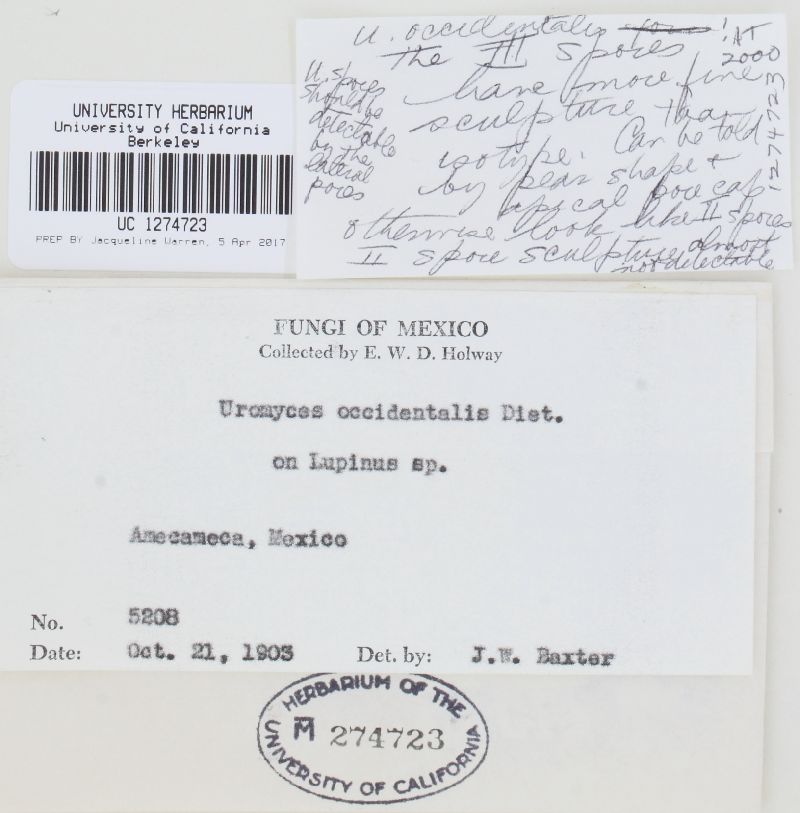 UNIVERSITY HERBARIUM
University of California
Berkeley
UC 1274723
PREP BY Jacqueline Warren, 5 Apr 2017
U. occidentalis ! AT
2000
the III spores
have more fine
sculpture than
isotype. Can be told
by pear shape +
apical pore cap
otherwise look like II spores
II spore sculpture almost
not detectable
U. spores
should be
detectable
by the
lateral
pores
1274723
FUNGI OF MEXICO
Collected by E. W. D. Holway
Uromyces occidentalis Diet.
on Lupinus sp.
Amecameca, Mexico
No. 5208
Date: Oct. 21, 1903 Det. by: J.W. Baxter
HERBARIUM OF THE
274723
UNIVERSITY OF CALIFORNIA